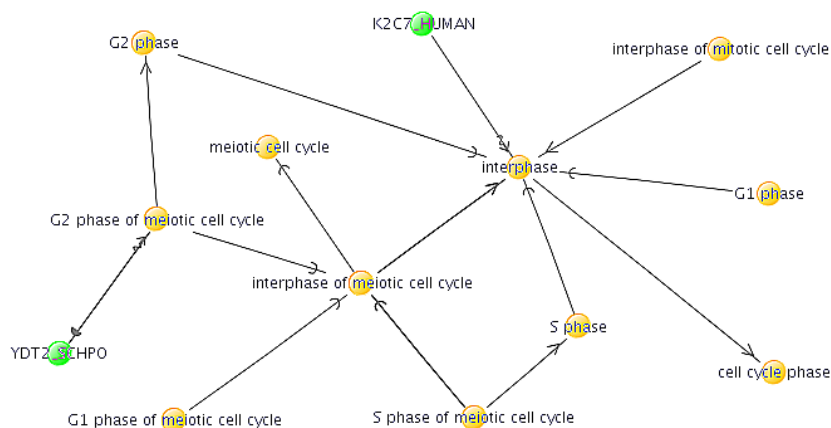 K2C7_HUMAN
G2 phase
interphase of mitotic cell cycle
meiotic cell cycle
interphase
G1 phase
G2 phase of meiotic cell cycle
interphase of meiotic cell cycle
S phase
YDT2_SCHPO
cell cycle phase
G1 phase of meiotic cell cycle
S phase of meiotic cell cycle